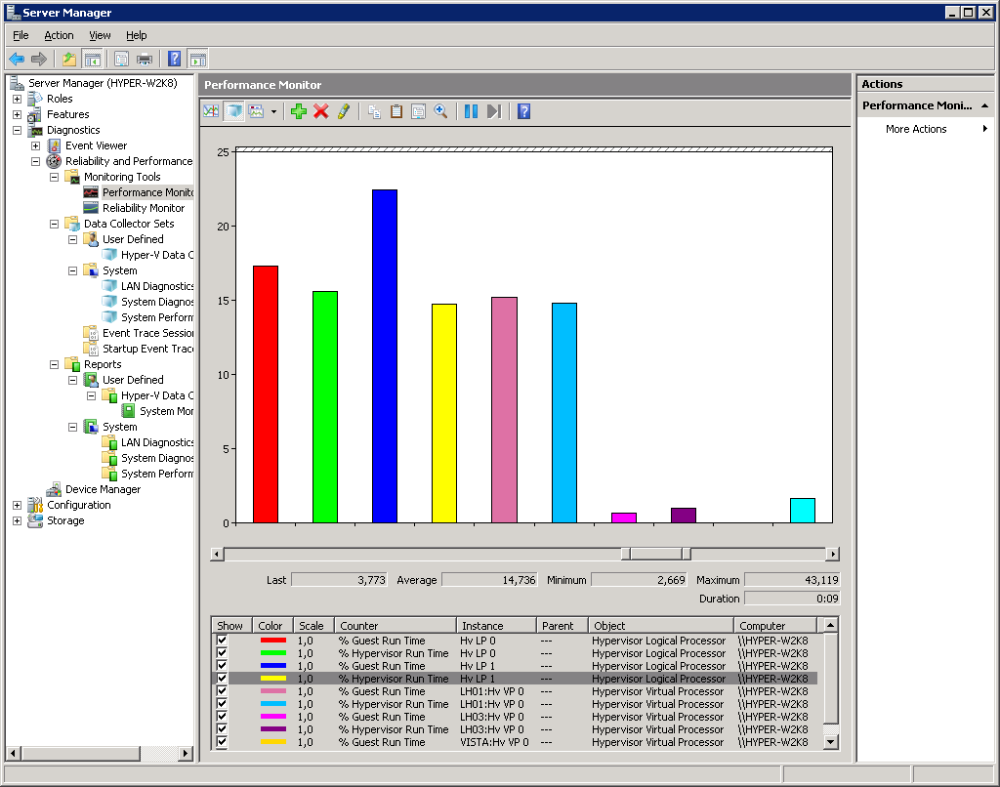 Server Manager
File Action View Help
Server Manager (HYPER-W2K8)
Roles
Features
Diagnostics
Event Viewer
Reliability and Performance
Monitoring Tools
Performance Monito
Reliability Monitor
Data Collector Sets
User Defined
Hyper-V Data C
System
LAN Diagnostics
System Diagnos
System Perform
Event Trace Session
Startup Event Trace
Reports
User Defined
Hyper-V Data C
System Mon
System
LAN Diagnostics
System Diagnos
System Perform
Device Manager
Configuration
Storage
Performance Monitor
25
20
15
10
5
0
Last 3,773 Average 14,736 Minimum 2,669 Maximum 43,119
Duration 0:09
Show Color Scale Counter Instance Parent Object Computer
1,0 % Guest Run Time Hv LP 0 --- Hypervisor Logical Processor \\HYPER-W2K8
1,0 % Hypervisor Run Time Hv LP 0 --- Hypervisor Logical Processor \\HYPER-W2K8
1,0 % Guest Run Time Hv LP 1 --- Hypervisor Logical Processor \\HYPER-W2K8
1,0 % Hypervisor Run Time Hv LP 1 --- Hypervisor Logical Processor \\HYPER-W2K8
1,0 % Guest Run Time LH01:Hv VP 0 --- Hypervisor Virtual Processor \\HYPER-W2K8
1,0 % Hypervisor Run Time LH01:Hv VP 0 --- Hypervisor Virtual Processor \\HYPER-W2K8
1,0 % Guest Run Time LH03:Hv VP 0 --- Hypervisor Virtual Processor \\HYPER-W2K8
1,0 % Hypervisor Run Time LH03:Hv VP 0 --- Hypervisor Virtual Processor \\HYPER-W2K8
1,0 % Guest Run Time VISTA:Hv VP 0 --- Hypervisor Virtual Processor \\HYPER-W2K8
Actions
Performance Moni...
More Actions